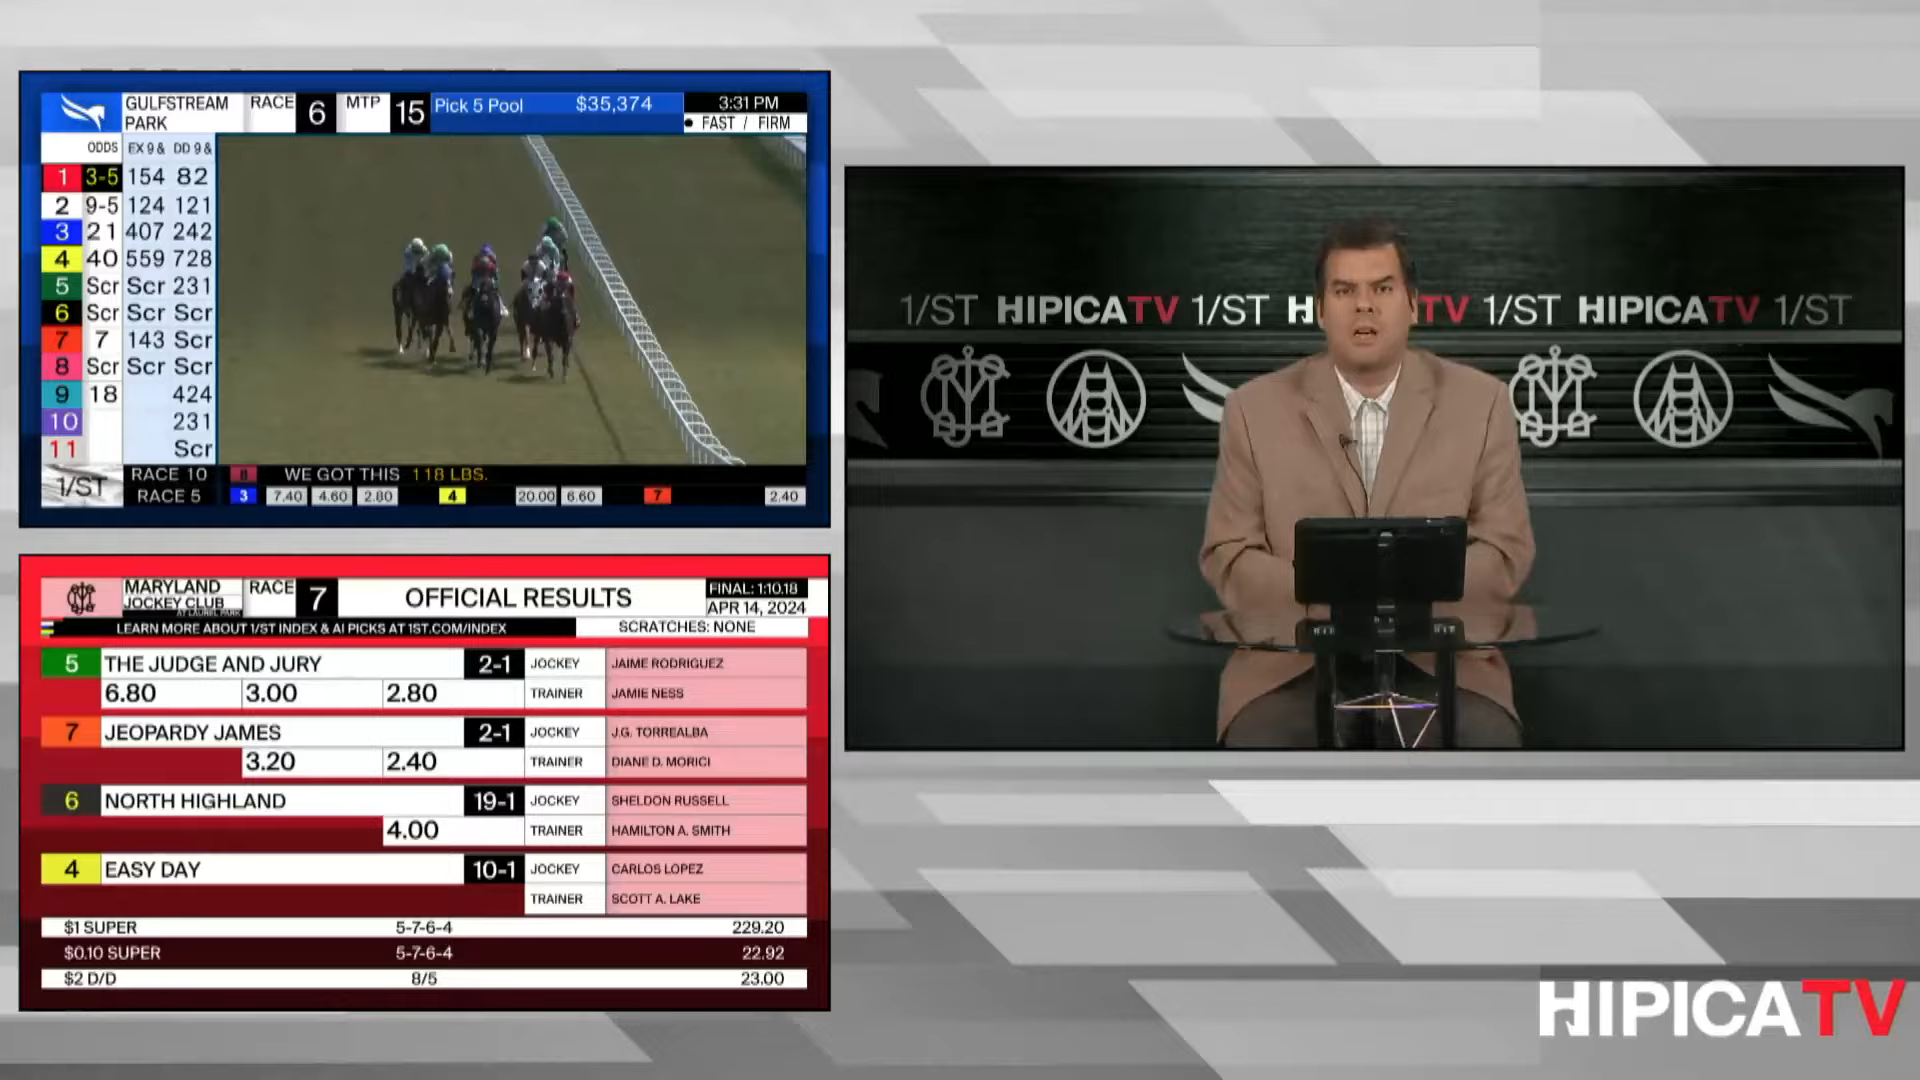 GULFSTREAM PARK RACE 6 MTP 15 Pick 5 Pool $35,374 3:31 PM
FAST / FIRM
ODDS EX 9 & DD 9 &
1 3-5 154 82
2 9-5 124 121
3 21 407 242
4 40 559 728
5 Scr Scr 231
6 Scr Scr Scr
7 7 143 Scr
8 Scr Scr Scr
9 18 424
10 231
11 Scr
1/ST
RACE 10 8 WE GOT THIS 118 LBS.
RACE 5 3 7.40 4.60 2.80 4 20.00 6.60 7 2.40
MARYLAND JOCKEY CLUB AT LAUREL PARK RACE 7 OFFICIAL RESULTS FINAL: 1:10.18
APR 14, 2024
LEARN MORE ABOUT 1/ST INDEX & AI PICKS AT 1ST.COM/INDEX SCRATCHES: NONE
5 THE JUDGE AND JURY 2-1 JOCKEY JAIME RODRIGUEZ
6.80 3.00 2.80 TRAINER JAMIE NESS
7 JEOPARDY JAMES 2-1 JOCKEY J.G. TORREALBA
3.20 2.40 TRAINER DIANE D. MORICI
6 NORTH HIGHLAND 19-1 JOCKEY SHELDON RUSSELL
4.00 TRAINER HAMILTON A. SMITH
4 EASY DAY 10-1 JOCKEY CARLOS LOPEZ
TRAINER SCOTT A. LAKE
$1 SUPER 5-7-6-4 229.20
$0.10 SUPER 5-7-6-4 22.92
$2 D/D 8/5 23.00
1/ST HIPICATV 1/ST H TV 1/ST HIPICATV 1/ST
HIPICATV